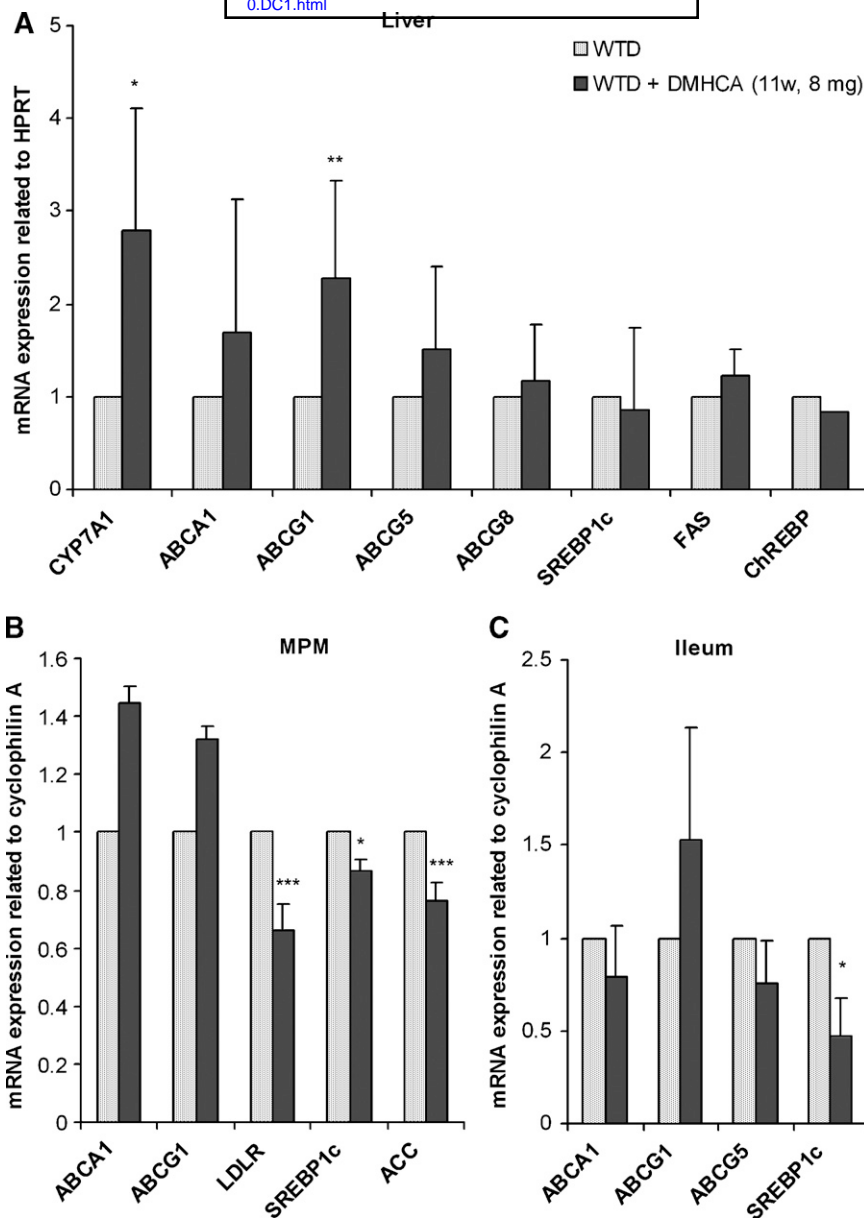 0.DC1.html
A
Liver
WTD
WTD + DMHCA (11w, 8 mg)
mRNA expression related to HPRT
5
4
3
2
1
0
*
**
CYP7A1
ABCA1
ABCG1
ABCG5
ABCG8
SREBP1c
FAS
ChREBP
B
MPM
mRNA expression related to cyclophilin A
1.6
1.4
1.2
1
0.8
0.6
0.4
0.2
0
***
*
***
ABCA1
ABCG1
LDLR
SREBP1c
ACC
C
Ileum
mRNA expression related to cyclophilin A
2.5
2
1.5
1
0.5
0
*
ABCA1
ABCG1
ABCG5
SREBP1c